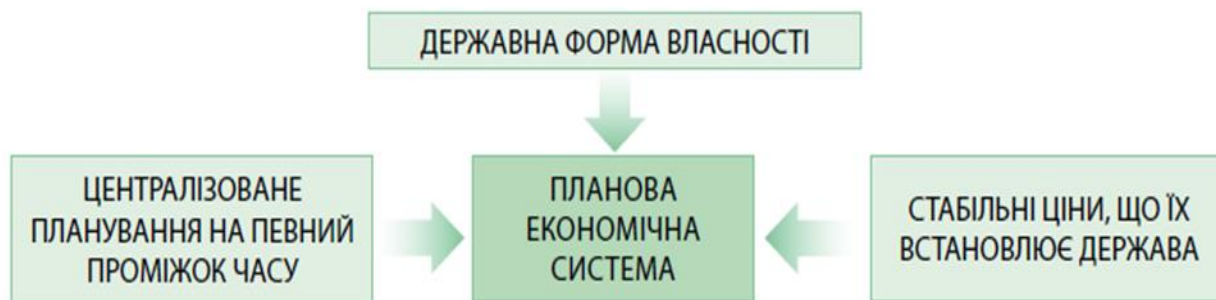 ДЕРЖАВНА ФОРМА ВЛАСНОСТІ
ЦЕНТРАЛІЗОВАНЕ
ПЛАНУВАННЯ НА ПЕВНИЙ
ПРОМІЖОК ЧАСУ
ПЛАНОВА
ЕКОНОМІЧНА
СИСТЕМА
СТАБІЛЬНІ ЦІНИ, ЩО ЇХ
ВСТАНОВЛЮЄ ДЕРЖАВА